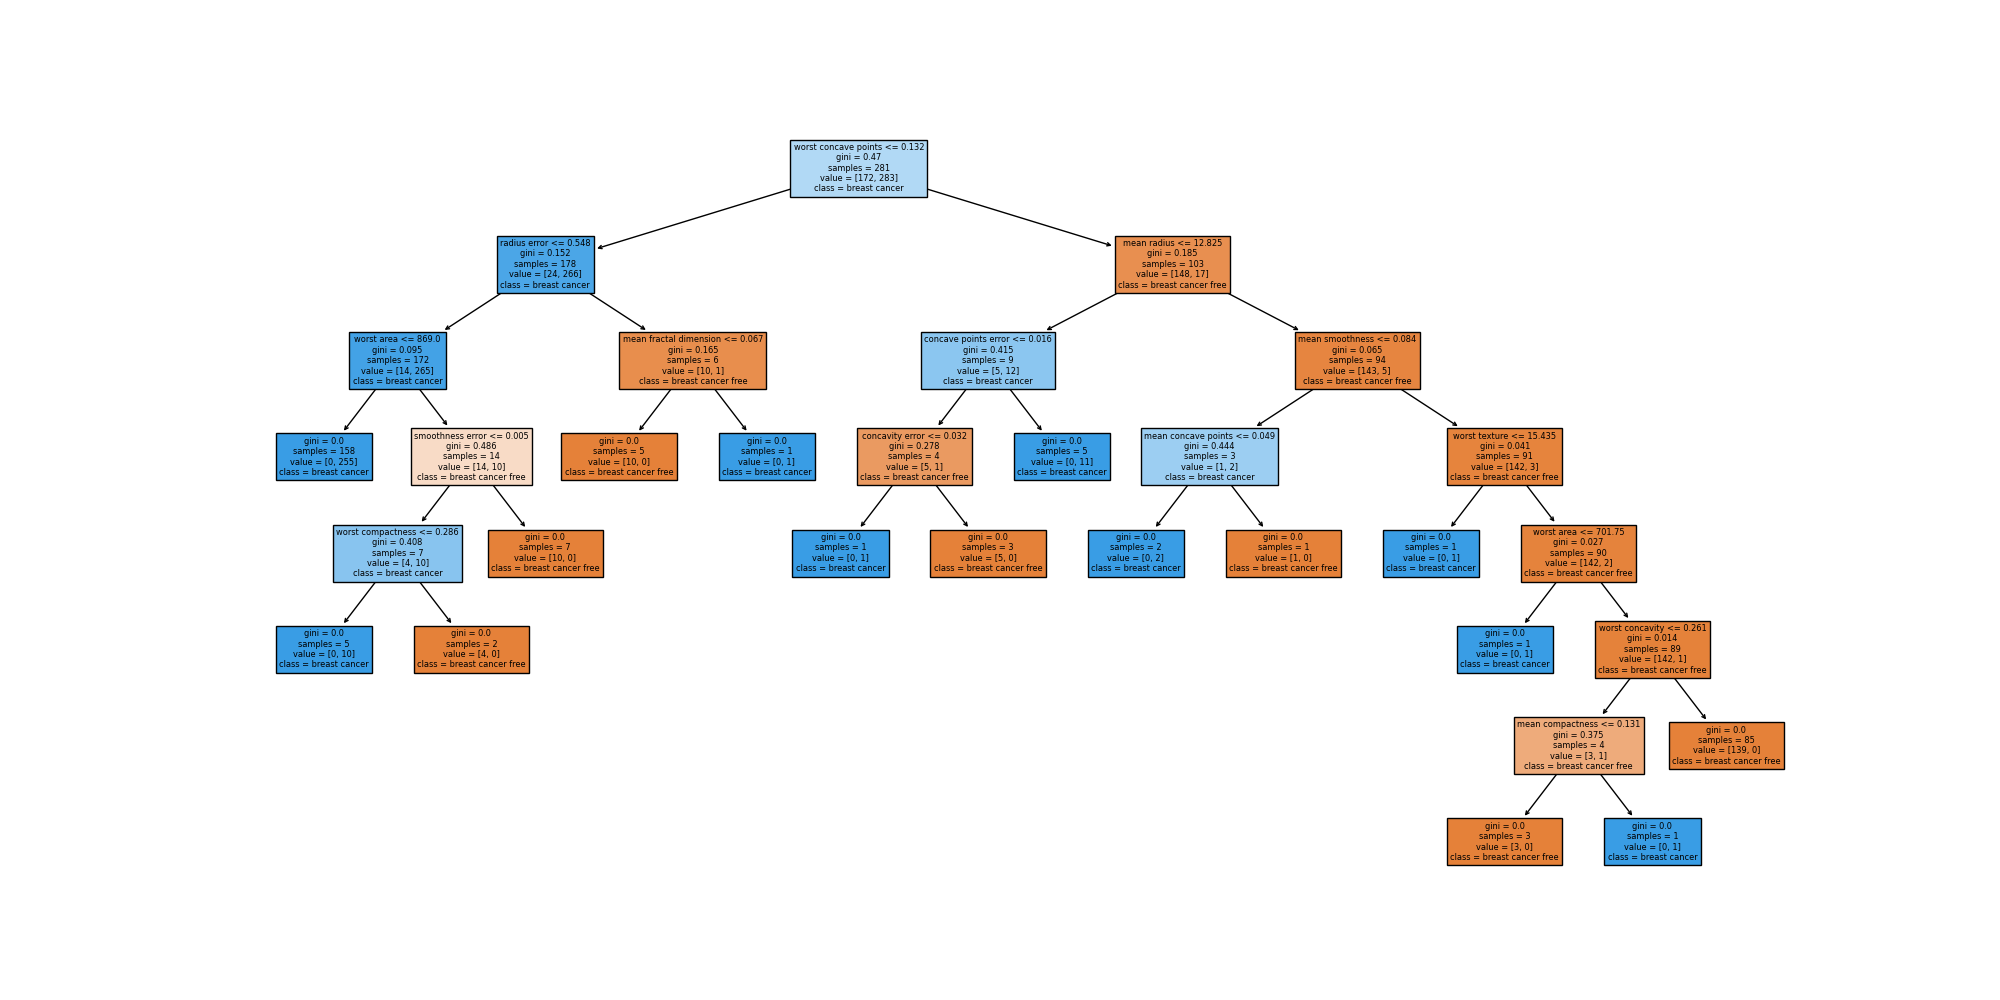 worst concave points <= 0.132
gini = 0.47
samples = 281
value = [172, 283]
class = breast cancer
radius error <= 0.548
gini = 0.152
samples = 178
value = [24, 266]
class = breast cancer
mean radius <= 12.825
gini = 0.185
samples = 103
value = [148, 17]
class = breast cancer free
worst area <= 869.0
gini = 0.095
samples = 172
value = [14, 265]
class = breast cancer
mean fractal dimension <= 0.067
gini = 0.165
samples = 6
value = [10, 1]
class = breast cancer free
concave points error <= 0.016
gini = 0.415
samples = 9
value = [5, 12]
class = breast cancer
mean smoothness <= 0.084
gini = 0.065
samples = 94
value = [143, 5]
class = breast cancer free
gini = 0.0
samples = 158
value = [0, 255]
class = breast cancer
smoothness error <= 0.005
gini = 0.486
samples = 14
value = [14, 10]
class = breast cancer free
gini = 0.0
samples = 5
value = [10, 0]
class = breast cancer free
gini = 0.0
samples = 1
value = [0, 1]
class = breast cancer
concavity error <= 0.032
gini = 0.278
samples = 4
value = [5, 1]
class = breast cancer free
gini = 0.0
samples = 5
value = [0, 11]
class = breast cancer
mean concave points <= 0.049
gini = 0.444
samples = 3
value = [1, 2]
class = breast cancer
worst texture <= 15.435
gini = 0.041
samples = 91
value = [142, 3]
class = breast cancer free
worst compactness <= 0.286
gini = 0.408
samples = 7
value = [4, 10]
class = breast cancer
gini = 0.0
samples = 7
value = [10, 0]
class = breast cancer free
gini = 0.0
samples = 1
value = [0, 1]
class = breast cancer
gini = 0.0
samples = 3
value = [5, 0]
class = breast cancer free
gini = 0.0
samples = 2
value = [0, 2]
class = breast cancer
gini = 0.0
samples = 1
value = [1, 0]
class = breast cancer free
gini = 0.0
samples = 1
value = [0, 1]
class = breast cancer
worst area <= 701.75
gini = 0.027
samples = 90
value = [142, 2]
class = breast cancer free
gini = 0.0
samples = 5
value = [0, 10]
class = breast cancer
gini = 0.0
samples = 2
value = [4, 0]
class = breast cancer free
gini = 0.0
samples = 1
value = [0, 1]
class = breast cancer
worst concavity <= 0.261
gini = 0.014
samples = 89
value = [142, 1]
class = breast cancer free
mean compactness <= 0.131
gini = 0.375
samples = 4
value = [3, 1]
class = breast cancer free
gini = 0.0
samples = 85
value = [139, 0]
class = breast cancer free
gini = 0.0
samples = 3
value = [3, 0]
class = breast cancer free
gini = 0.0
samples = 1
value = [0, 1]
class = breast cancer